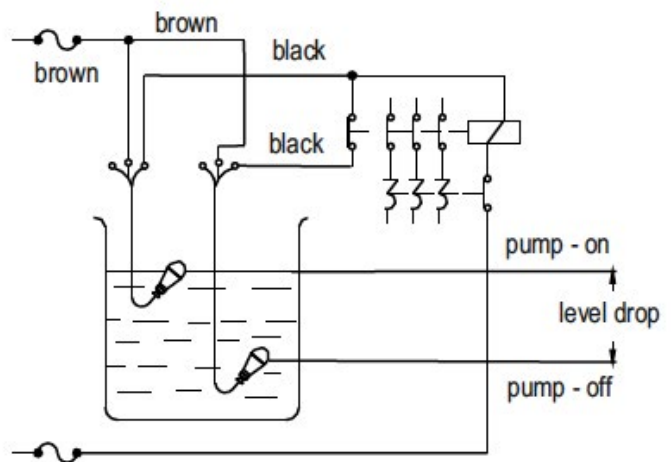 brown
brown
black
black
pump - on
level drop
pump - off